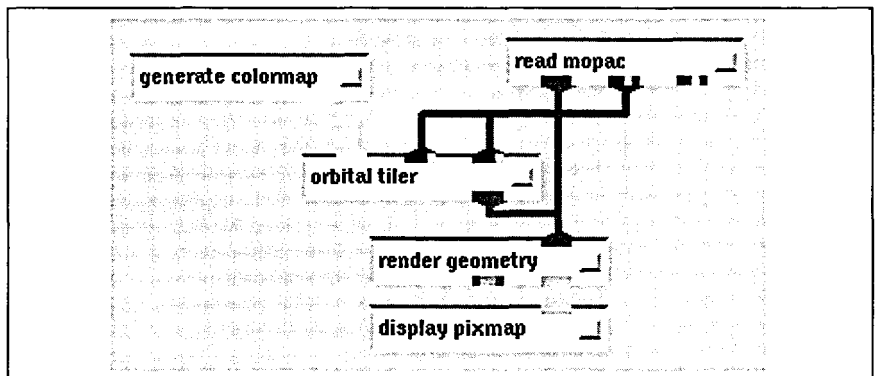 generate colormap
read mopac
orbital tiler
render geometry
display pixmap